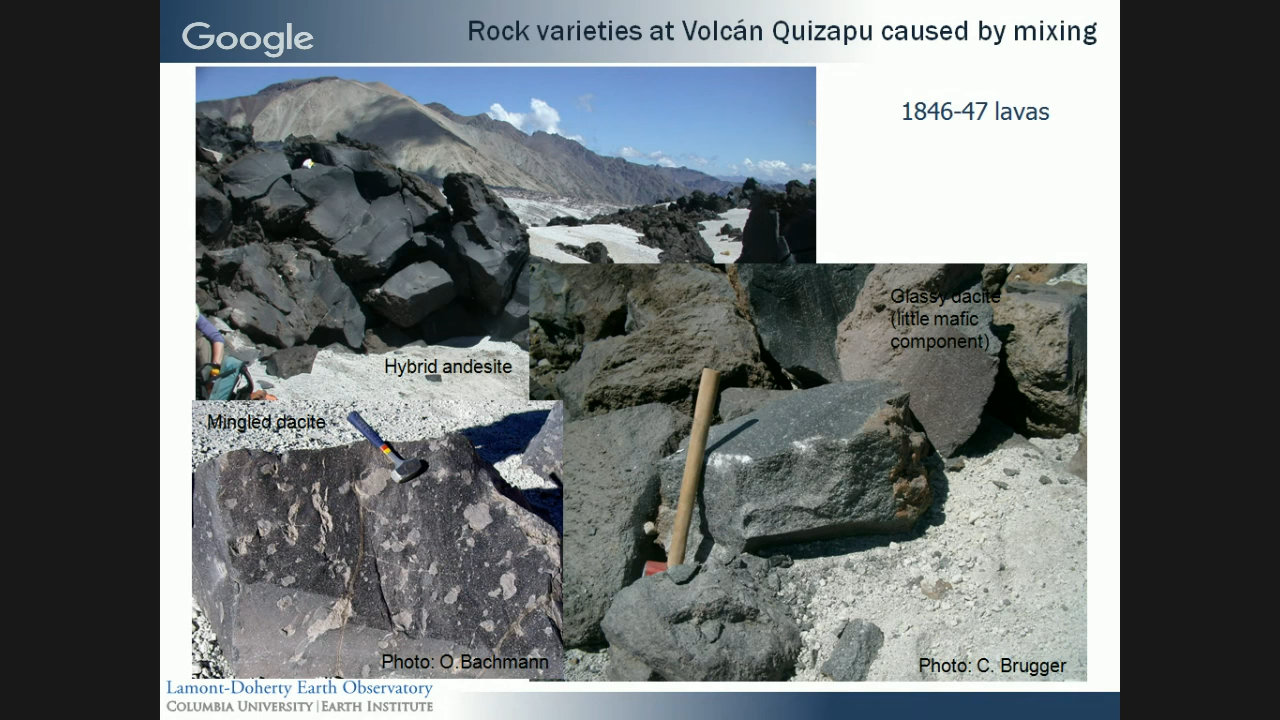 Google
Rock varieties at Volcán Quizapu caused by mixing
1846-47 lavas
Glassy dacite
(little mafic
component)
Hybrid andesite
Mingled dacite
Photo: O.Bachmann
Photo: C. Brugger
Lamont-Doherty Earth Observatory
COLUMBIA UNIVERSITY | EARTH INSTITUTE